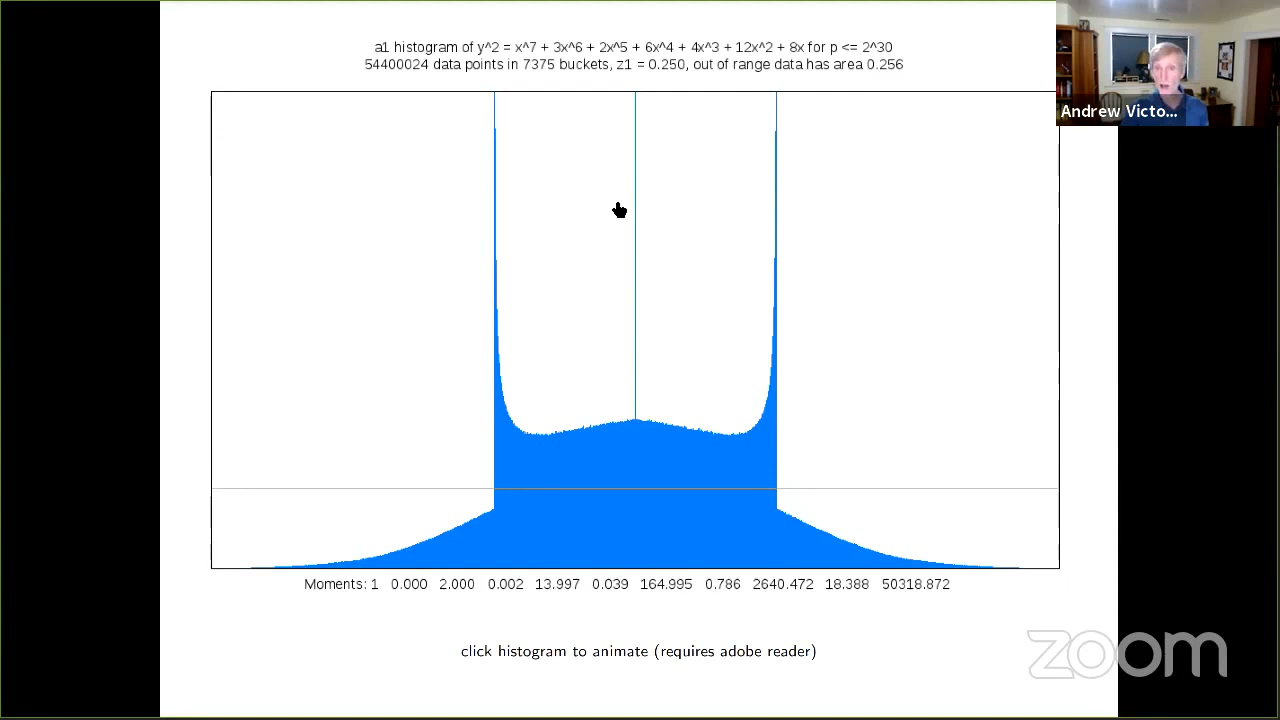 a1 histogram of y^2 = x^7 + 3x^6 + 2x^5 + 6x^4 + 4x^3 + 12x^2 + 8x for p <= 2^30
54400024 data points in 7375 buckets, z1 = 0.250, out of range data has area 0.256
Andrew Victo...
Moments: 1 0.000 2.000 0.002 13.997 0.039 164.995 0.786 2640.472 18.388 50318.872
click histogram to animate (requires adobe reader)
zoom